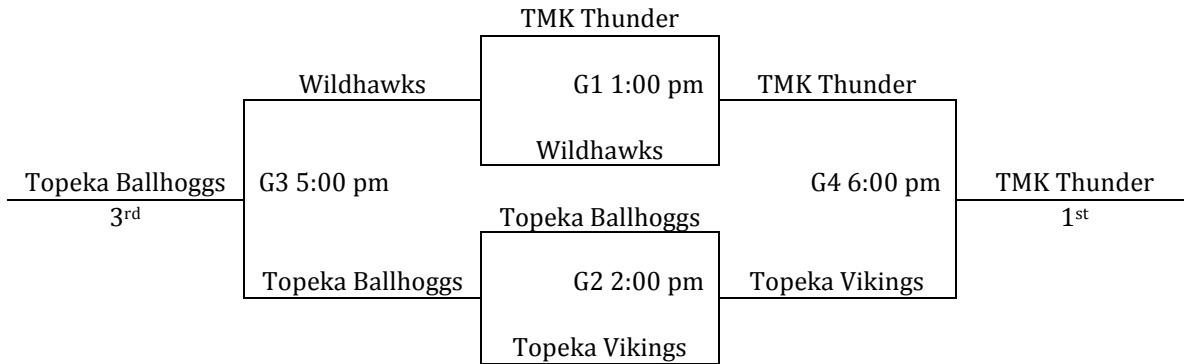 TMK Thunder
Wildhawks
G1 1:00 pm
TMK Thunder
Wildhawks
Topeka Ballhoggs
G3 5:00 pm
G4 6:00 pm
TMK Thunder
3rd
1st
Topeka Ballhoggs
Topeka Ballhoggs
G2 2:00 pm
Topeka Vikings
Topeka Vikings